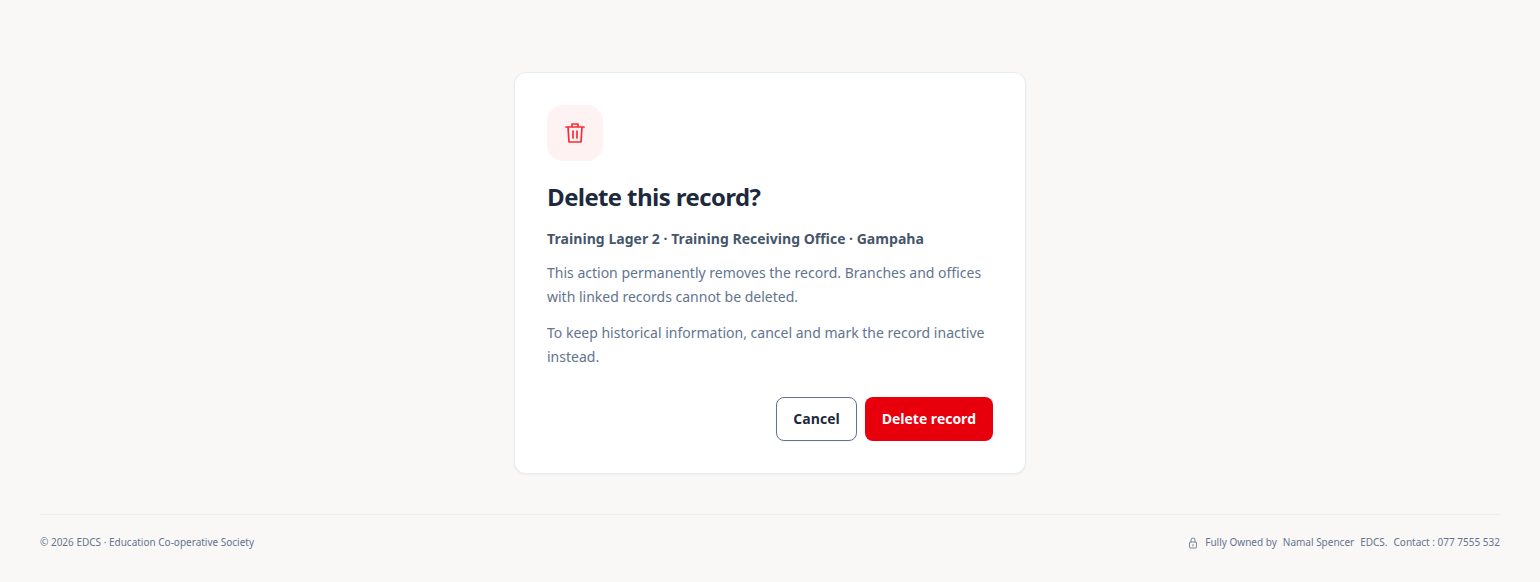 Delete this record?
Training Lager 2 · Training Receiving Office · Gampaha
This action permanently removes the record. Branches and offices
with linked records cannot be deleted.
To keep historical information, cancel and mark the record inactive
instead.
Cancel
Delete record
© 2026 EDCS · Education Co-operative Society
Fully Owned by Namal Spencer EDCS. Contact : 077 7555 532